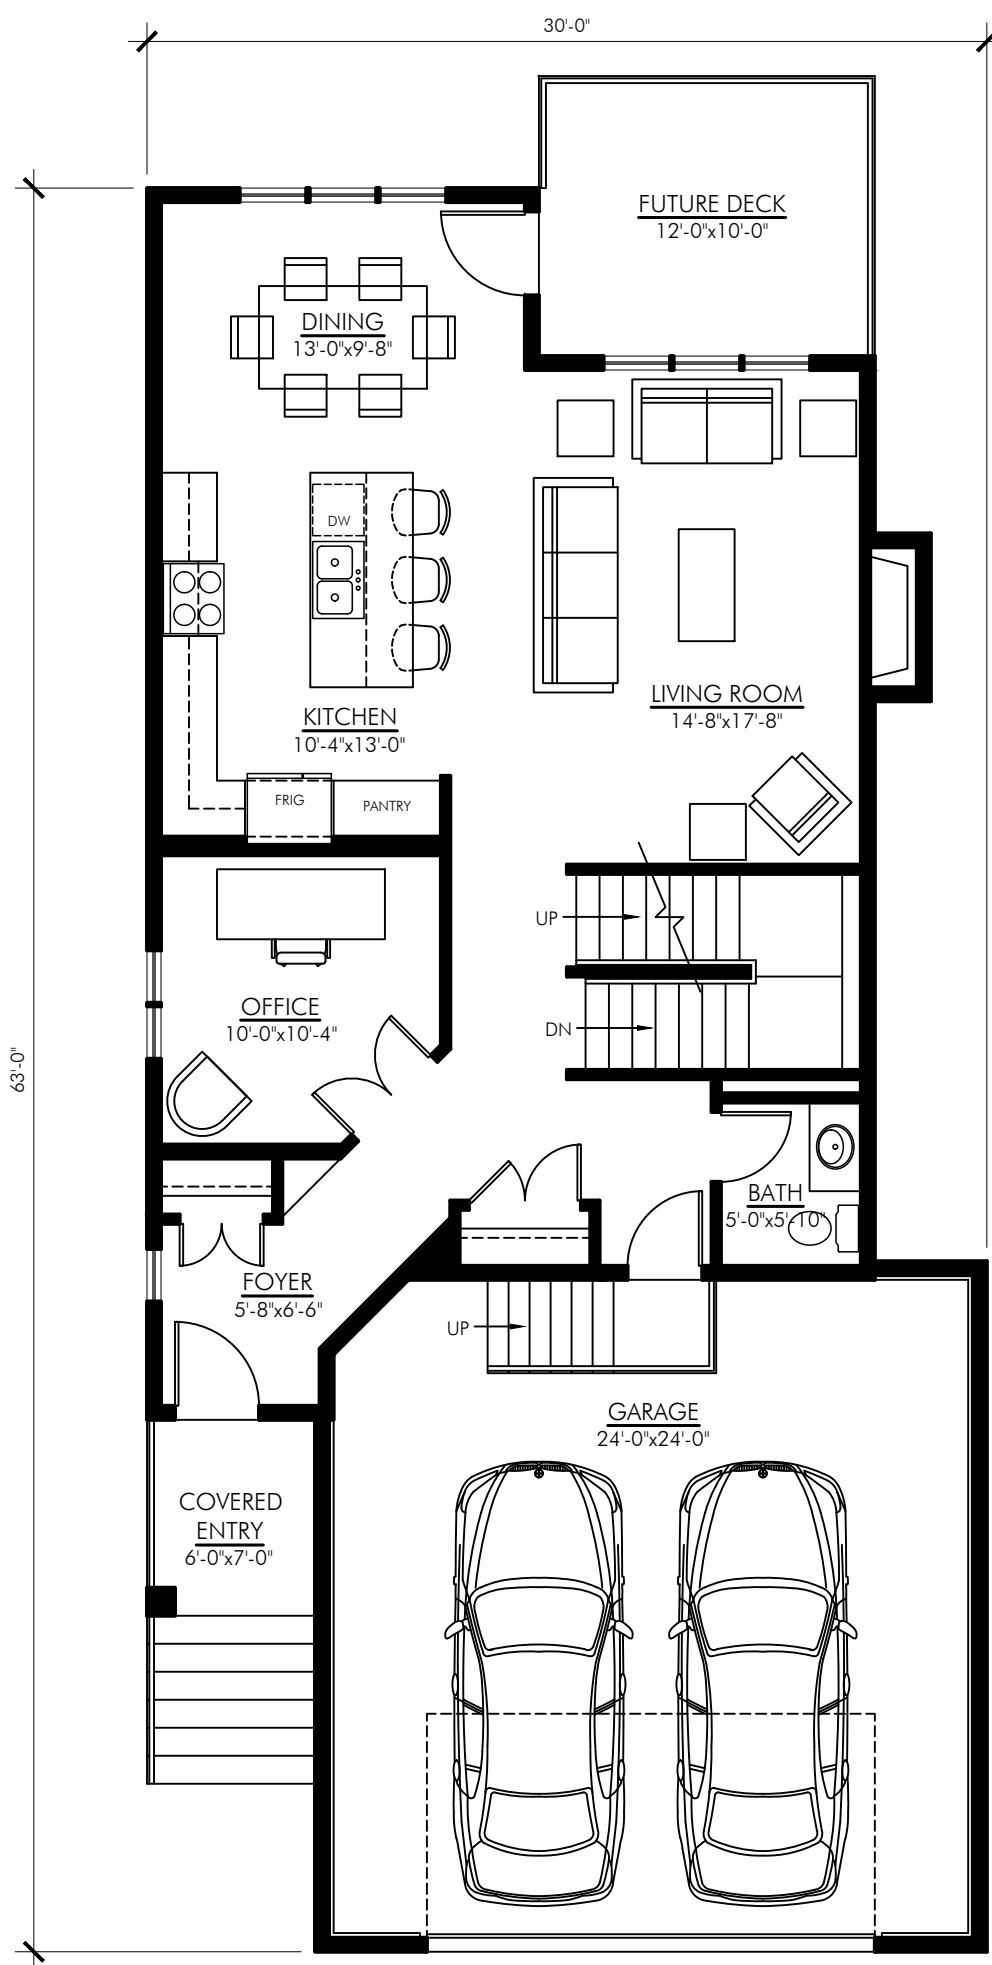 30'-0"
FUTURE DECK
12'-0"x10'-0"
DINING
13'-0"x9'-8"
DW
LIVING ROOM
14'-8"x17'-8"
KITCHEN
10'-4"x13'-0"
FRIG
PANTRY
UP
OFFICE
10'-0"x10'-4"
DN
63'-0"
BATH
5'-0"x5'-10"
FOYER
5'-8"x6'-6"
UP
GARAGE
24'-0"x24'-0"
COVERED
ENTRY
6'-0"x7'-0"